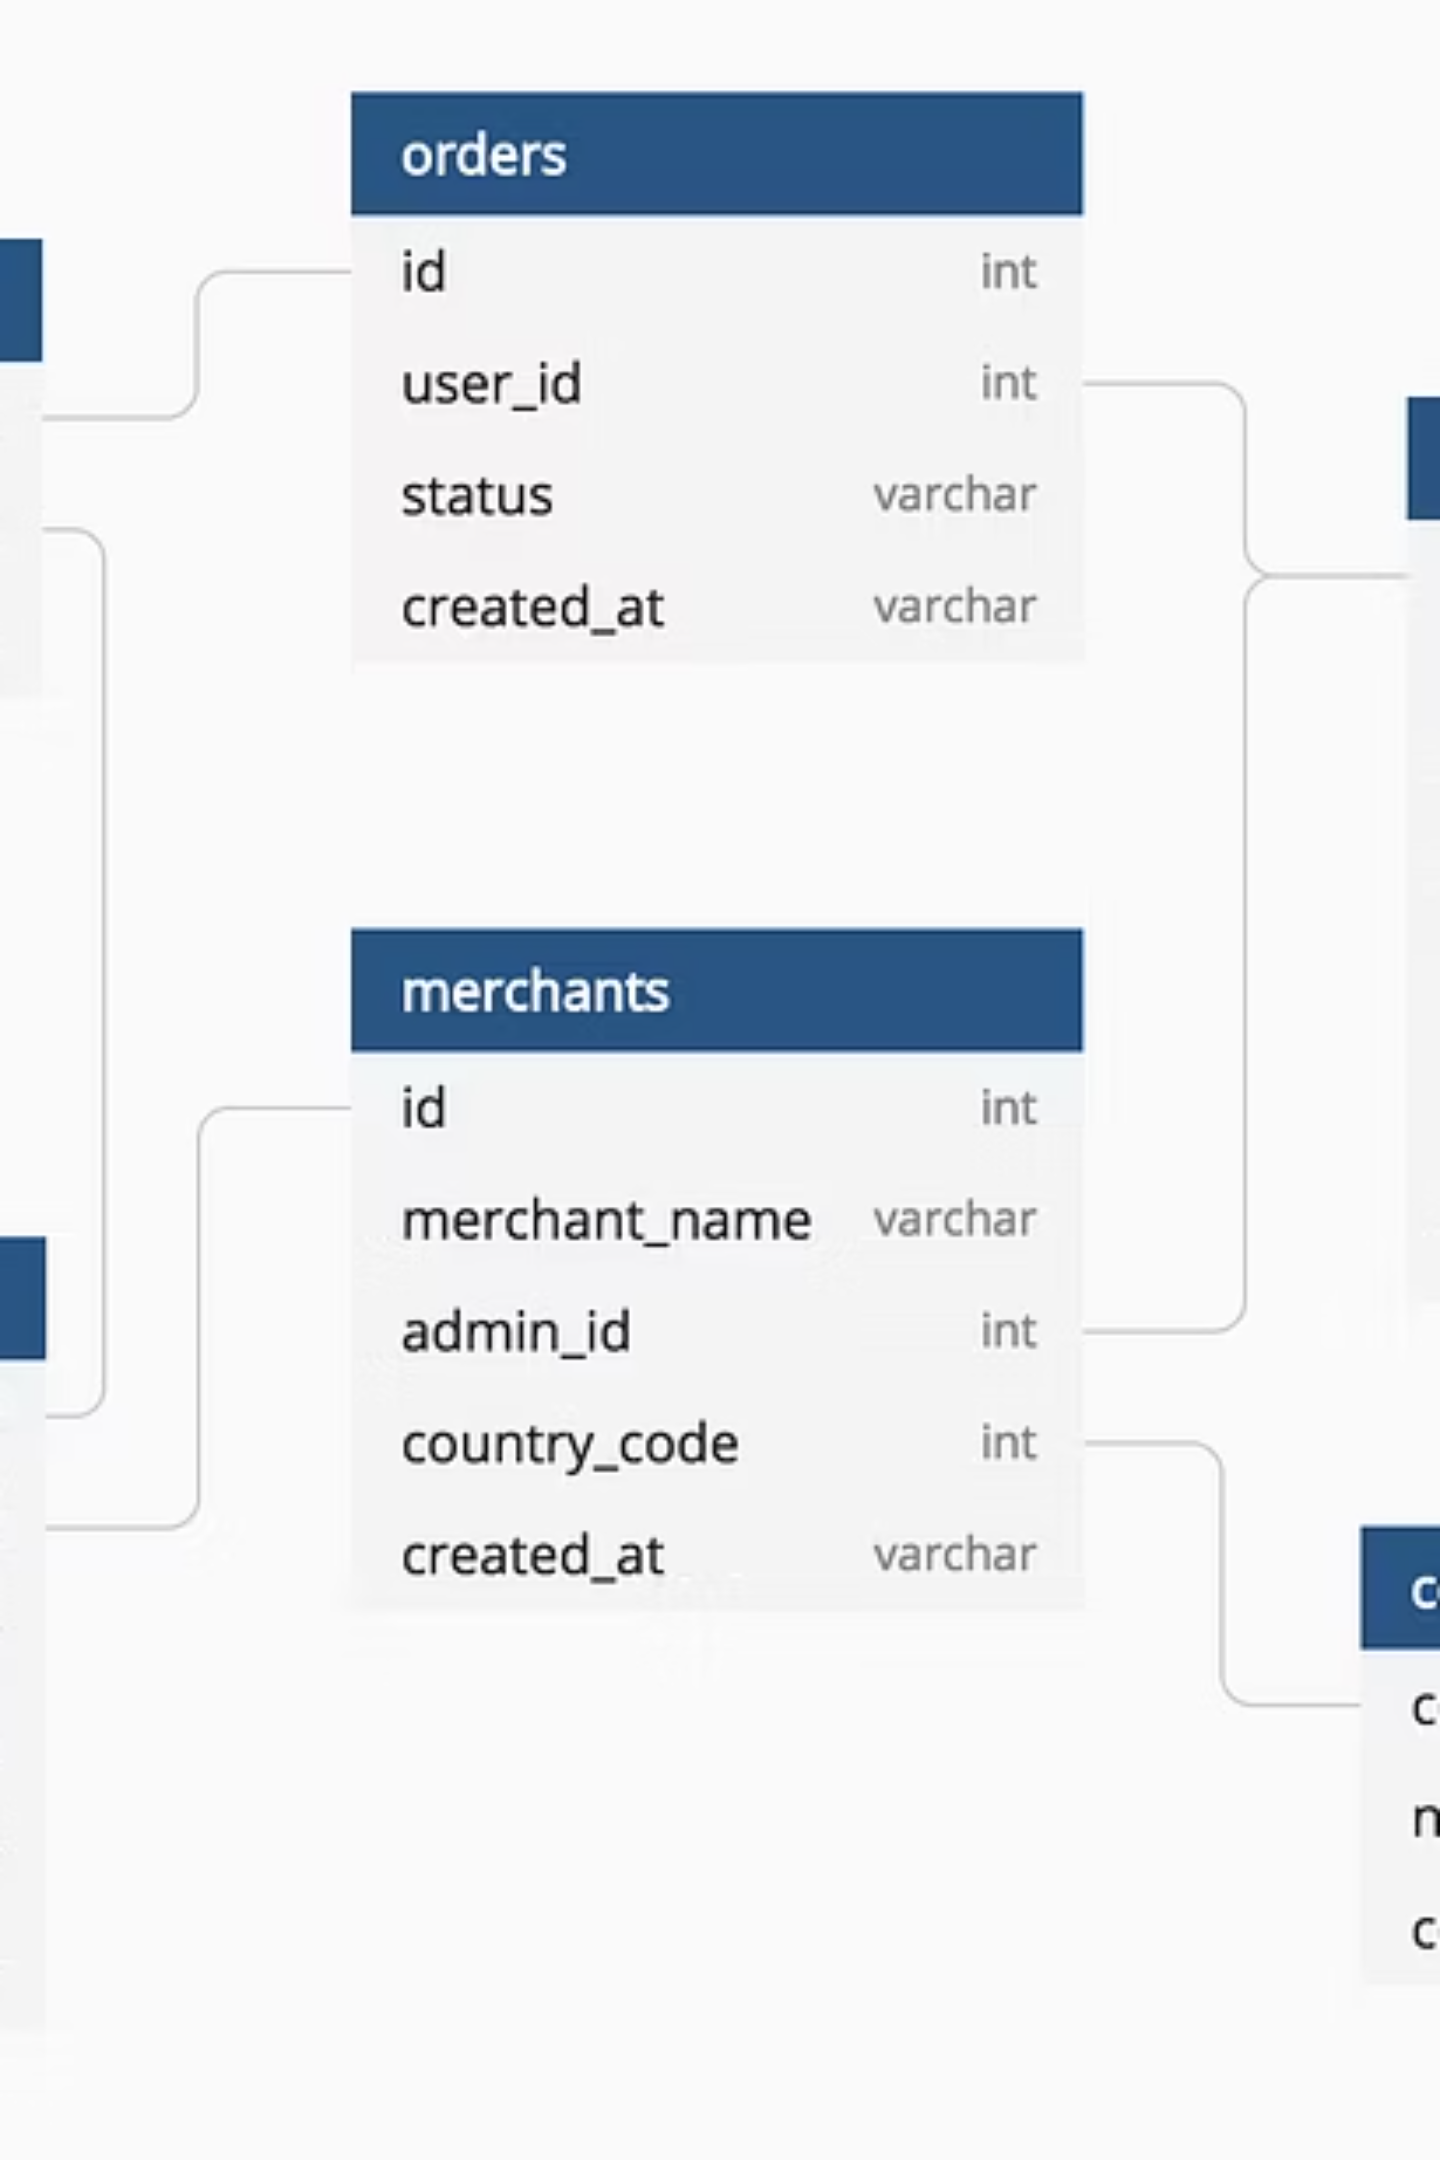 orders
id int
user_id int
status varchar
created_at varchar
merchants
id int
merchant_name varchar
admin_id int
country_code int
created_at varchar